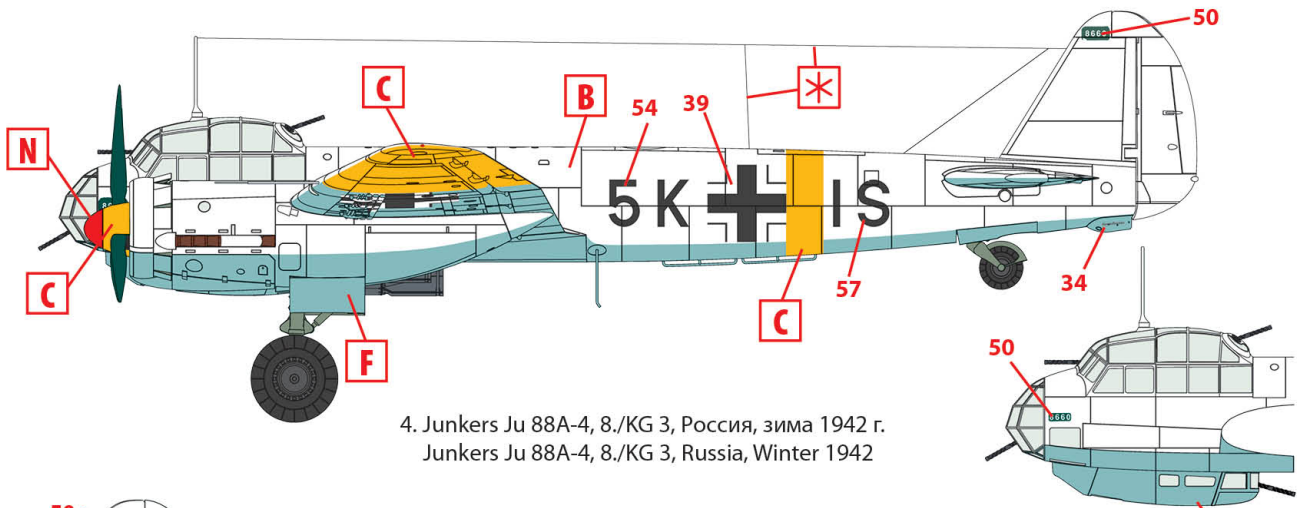 50
8660
C
B
54
39
N
5K IS
C
57
34
C
F
50
8660
4. Junkers Ju 88A-4, 8./KG 3, Россия, зима 1942 г.
Junkers Ju 88A-4, 8./KG 3, Russia, Winter 1942